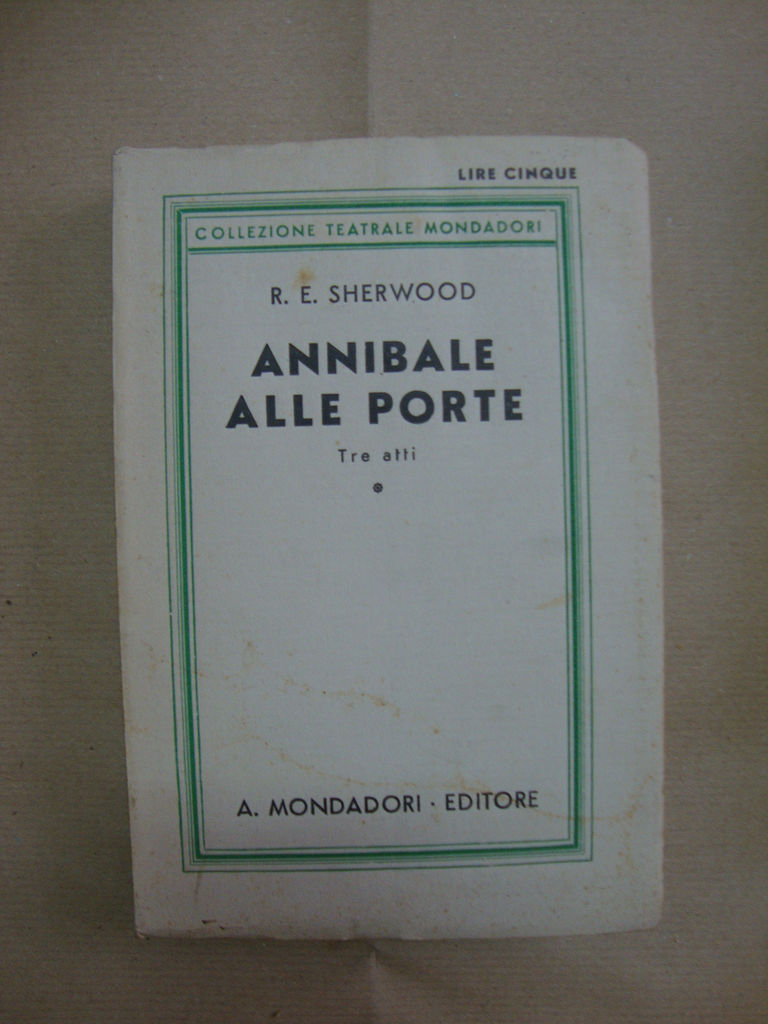 LIRE CINQUE
COLLEZIONE TEATRALE MONDADORI
R. E. SHERWOOD
ANNIBALE
ALLE PORTE
Tre atti
A. MONDADORI · EDITORE